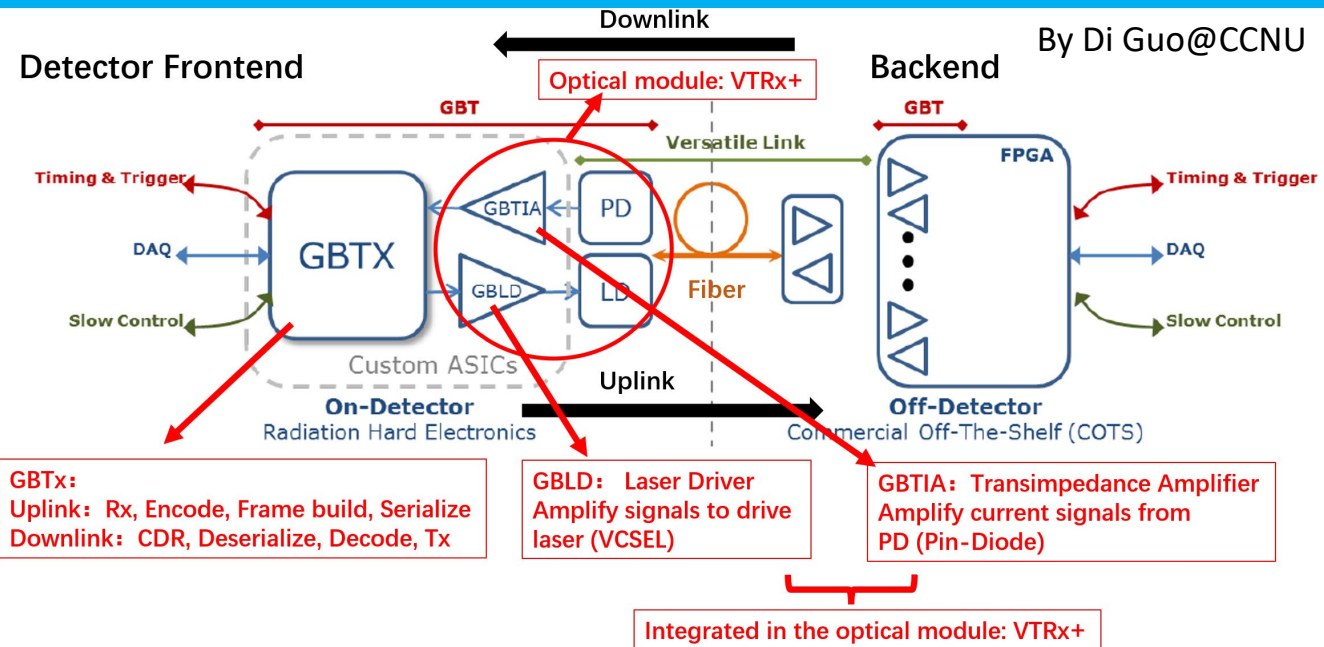 Downlink
By Di Guo@CCNU
Detector Frontend
Backend
Optical module: VTRx+
GBT
GBT
Versatile Link
FPGA
Timing & Trigger
GBTIA
PD
Timing & Trigger
DAQ
GBTX
DAQ
GBLD
LD
Fiber
Slow Control
Slow Control
Custom ASICs
Uplink
On-Detector
Radiation Hard Electronics
Off-Detector
Commercial Off-The-Shelf (COTS)
GBTx:
Uplink: Rx, Encode, Frame build, Serialize
Downlink: CDR, Deserialize, Decode, Tx
GBLD: Laser Driver
Amplify signals to drive
laser (VCSEL)
GBTIA: Transimpedance Amplifier
Amplify current signals from
PD (Pin-Diode)
Integrated in the optical module: VTRx+